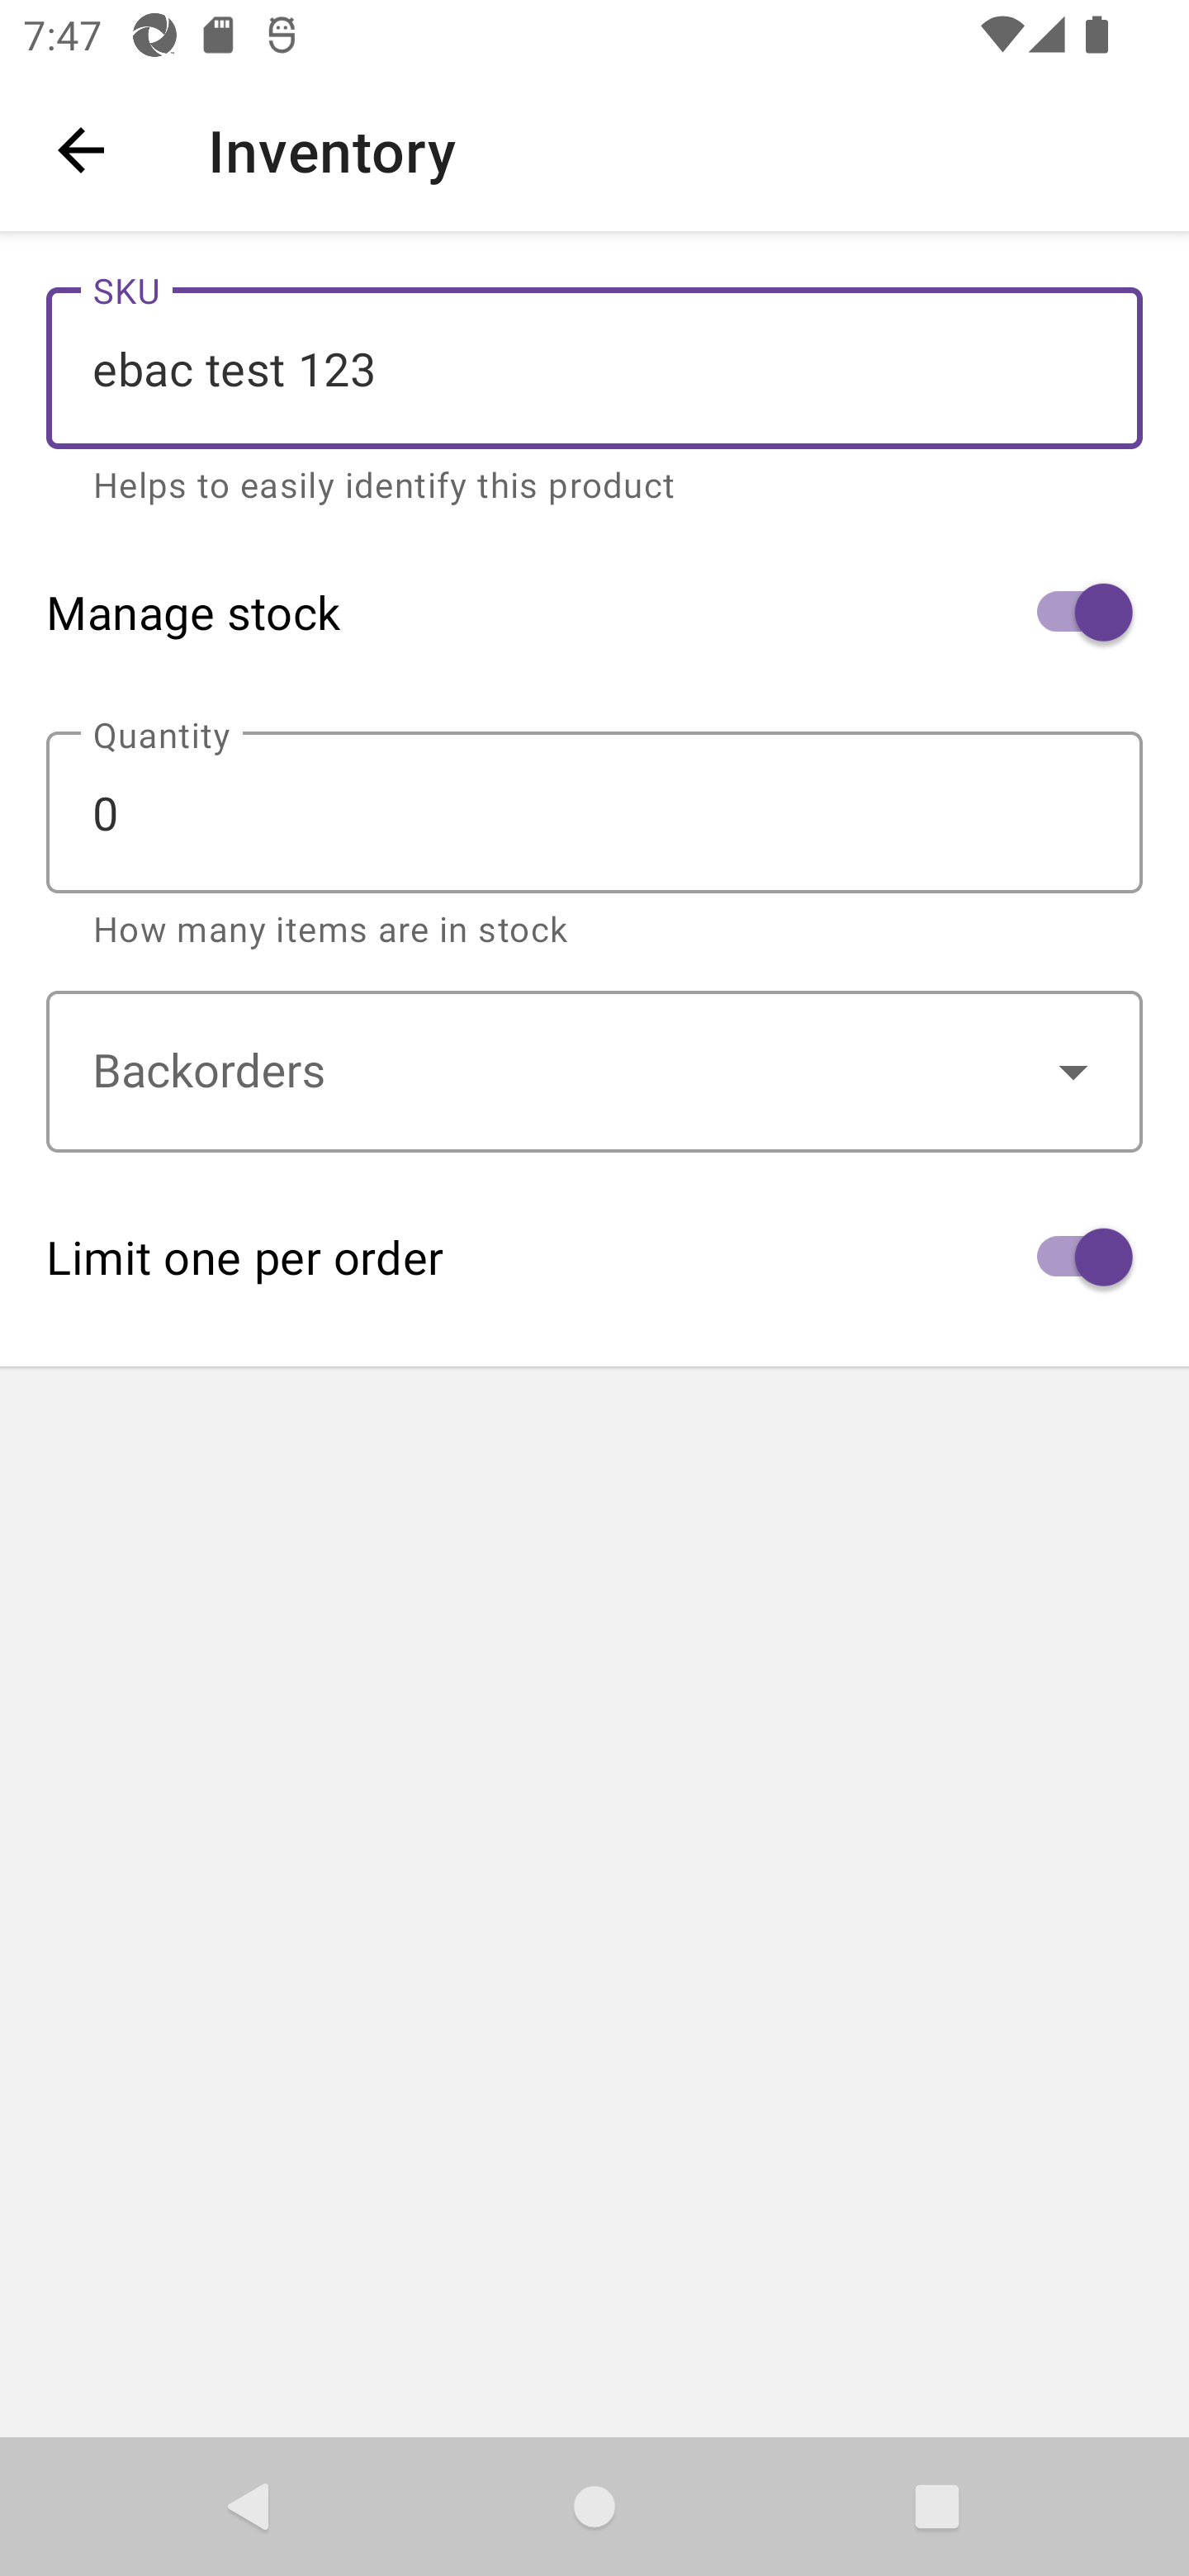 7:47
Inventory
SKU
ebac test 123
Helps to easily identify this product
Manage stock
Quantity
0
How many items are in stock
Backorders
Limit one per order